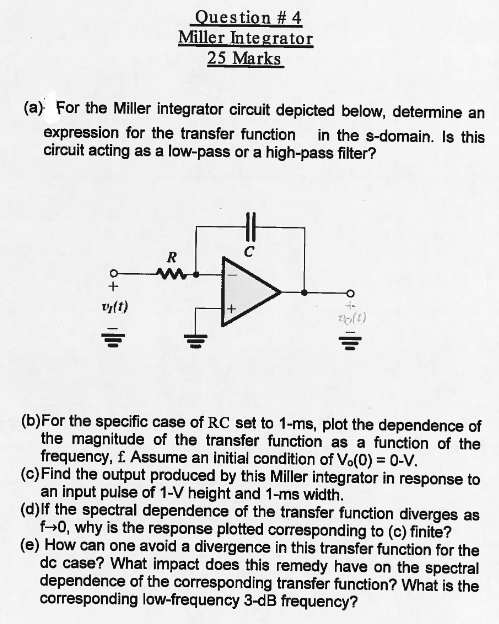 Question # 4
Miller Integrator
25 Marks
(a) For the Miller integrator circuit depicted below, determine an
expression for the transfer function in the s-domain. Is this
circuit acting as a low-pass or a high-pass filter?
C
R
+
−
+
+
v_I(t)
v_O(t)
(b)For the specific case of RC set to 1-ms, plot the dependence of
the magnitude of the transfer function as a function of the
frequency, f. Assume an initial condition of Vₒ(0) = 0-V.
(c)Find the output produced by this Miller integrator in response to
an input pulse of 1-V height and 1-ms width.
(d)If the spectral dependence of the transfer function diverges as
f→0, why is the response plotted corresponding to (c) finite?
(e) How can one avoid a divergence in this transfer function for the
dc case? What impact does this remedy have on the spectral
dependence of the corresponding transfer function? What is the
corresponding low-frequency 3-dB frequency?